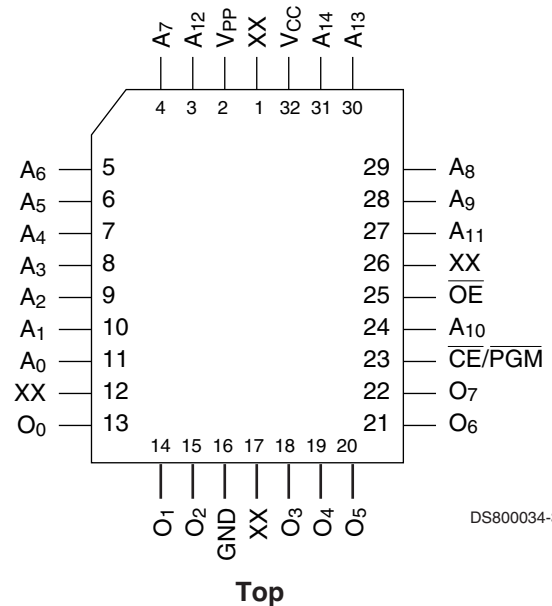 A7 A12 VPP XX VCC A14 A13
4 3 2 1 32 31 30
A6 5 29 A8
A5 6 28 A9
A4 7 27 A11
A3 8 26 XX
A2 9 25 OE
A1 10 24 A10
A0 11 23 CE/PGM
XX 12 22 O7
O0 13 21 O6
14 15 16 17 18 19 20
O1 O2 GND XX O3 O4 O5
DS800034-
Top